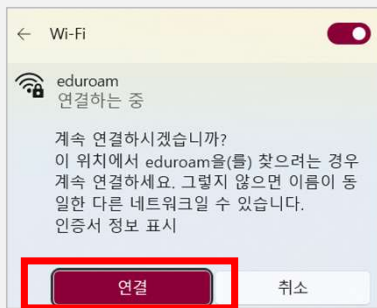 ← Wi-Fi
eduroam
연결하는 중
계속 연결하시겠습니까?
이 위치에서 eduroam을(를) 찾으려는 경우
계속 연결하세요. 그렇지 않으면 이름이 동
일한 다른 네트워크일 수 있습니다.
인증서 정보 표시
연결
취소